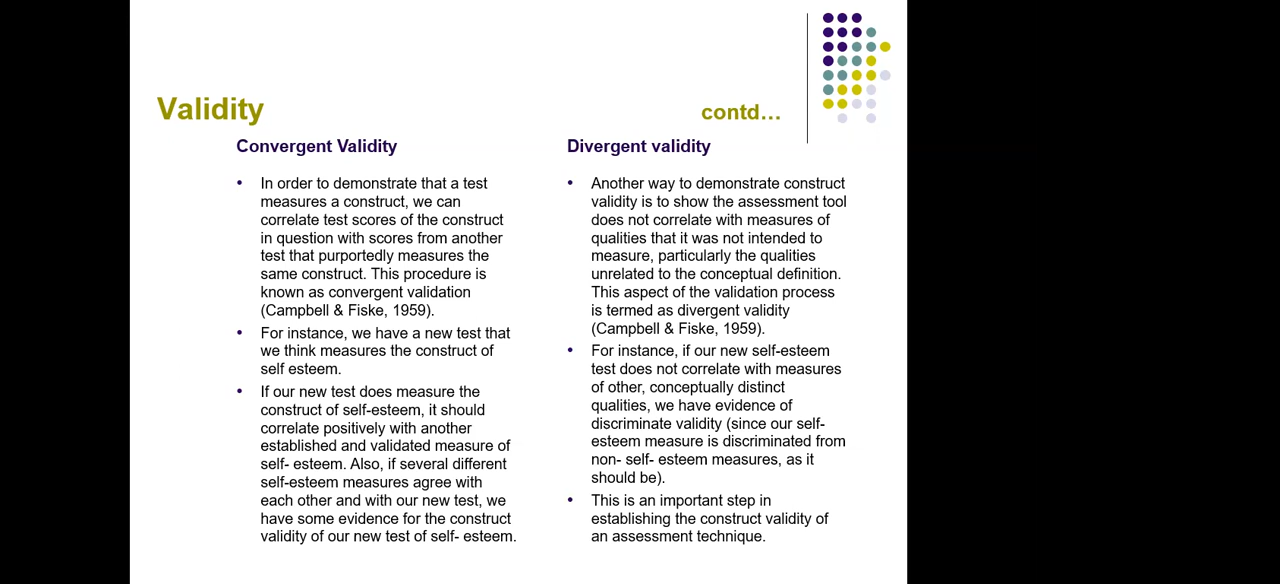 Validity
contd…
Convergent Validity
• In order to demonstrate that a test
measures a construct, we can
correlate test scores of the construct
in question with scores from another
test that purportedly measures the
same construct. This procedure is
known as convergent validation
(Campbell & Fiske, 1959).
• For instance, we have a new test that
we think measures the construct of
self esteem.
• If our new test does measure the
construct of self-esteem, it should
correlate positively with another
established and validated measure of
self- esteem. Also, if several different
self-esteem measures agree with
each other and with our new test, we
have some evidence for the construct
validity of our new test of self- esteem.
Divergent validity
• Another way to demonstrate construct
validity is to show the assessment tool
does not correlate with measures of
qualities that it was not intended to
measure, particularly the qualities
unrelated to the conceptual definition.
This aspect of the validation process
is termed as divergent validity
(Campbell & Fiske, 1959).
• For instance, if our new self-esteem
test does not correlate with measures
of other, conceptually distinct
qualities, we have evidence of
discriminate validity (since our self-
esteem measure is discriminated from
non- self- esteem measures, as it
should be).
• This is an important step in
establishing the construct validity of
an assessment technique.